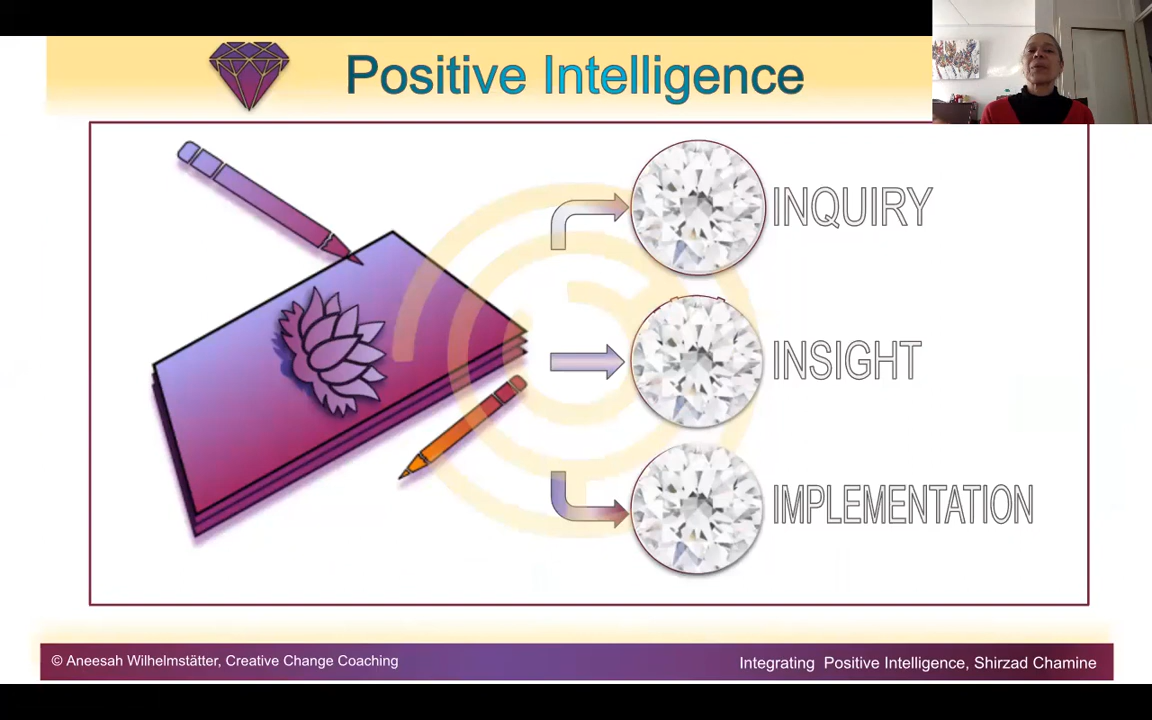 Positive Intelligence
INQUIRY
INSIGHT
IMPLEMENTATION
© Aneesah Wilhelmstätter, Creative Change Coaching
Integrating Positive Intelligence, Shirzad Chamine